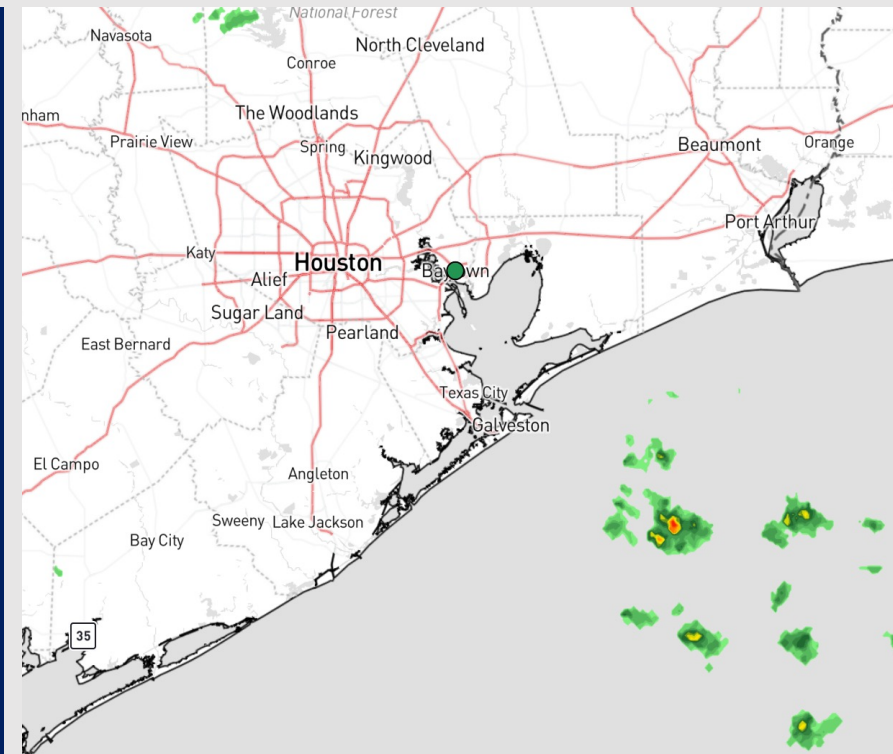 National Forest
Navasota
North Cleveland
Conroe
The Woodlands
nham
Prairie View
Spring
Kingwood
Beaumont
Orange
Port Arthur
Katy
Houston
Alief
Sugar Land
Pearland
East Bernard
Texas City
Galveston
El Campo
Angleton
Sweeny
Lake Jackson
Bay City
35